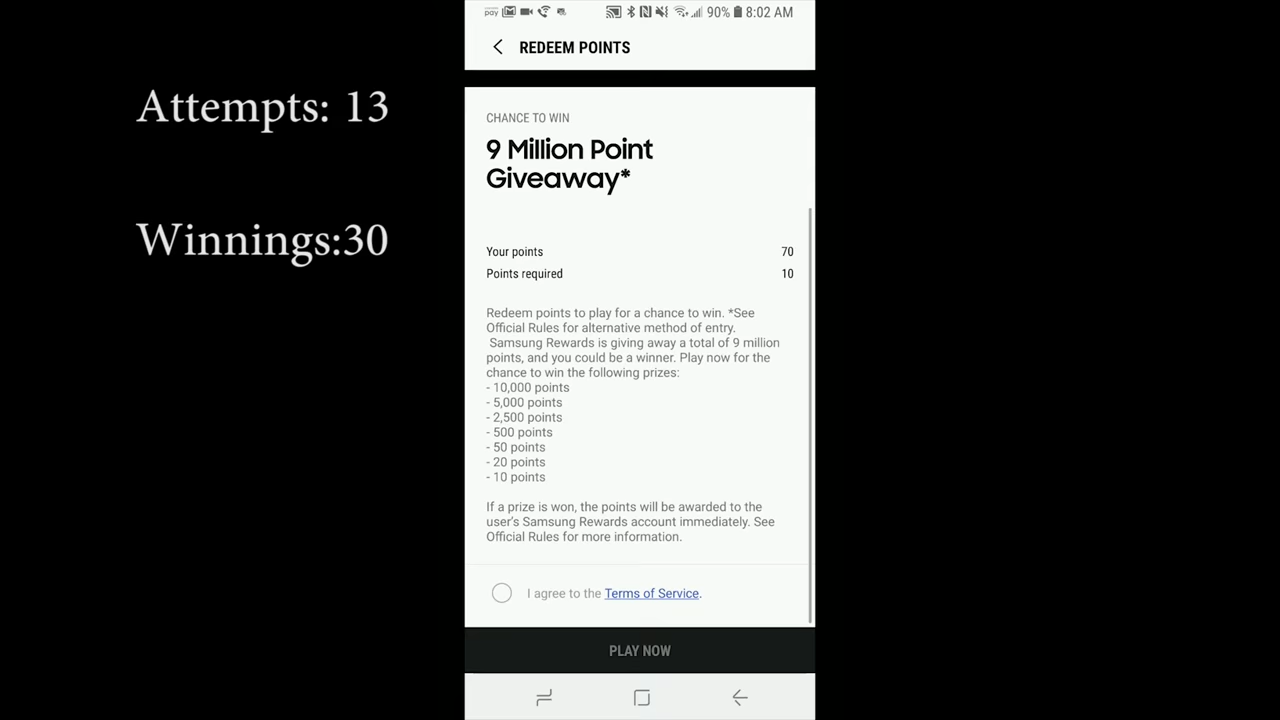 pay 90% 8:02 AM
REDEEM POINTS
Attempts: 13
Winnings:30
CHANCE TO WIN
9 Million Point
Giveaway*
Your points 70
Points required 10
Redeem points to play for a chance to win. *See
Official Rules for alternative method of entry.
Samsung Rewards is giving away a total of 9 million
points, and you could be a winner. Play now for the
chance to win the following prizes:
- 10,000 points
- 5,000 points
- 2,500 points
- 500 points
- 50 points
- 20 points
- 10 points
If a prize is won, the points will be awarded to the
user's Samsung Rewards account immediately. See
Official Rules for more information.
I agree to the Terms of Service.
PLAY NOW